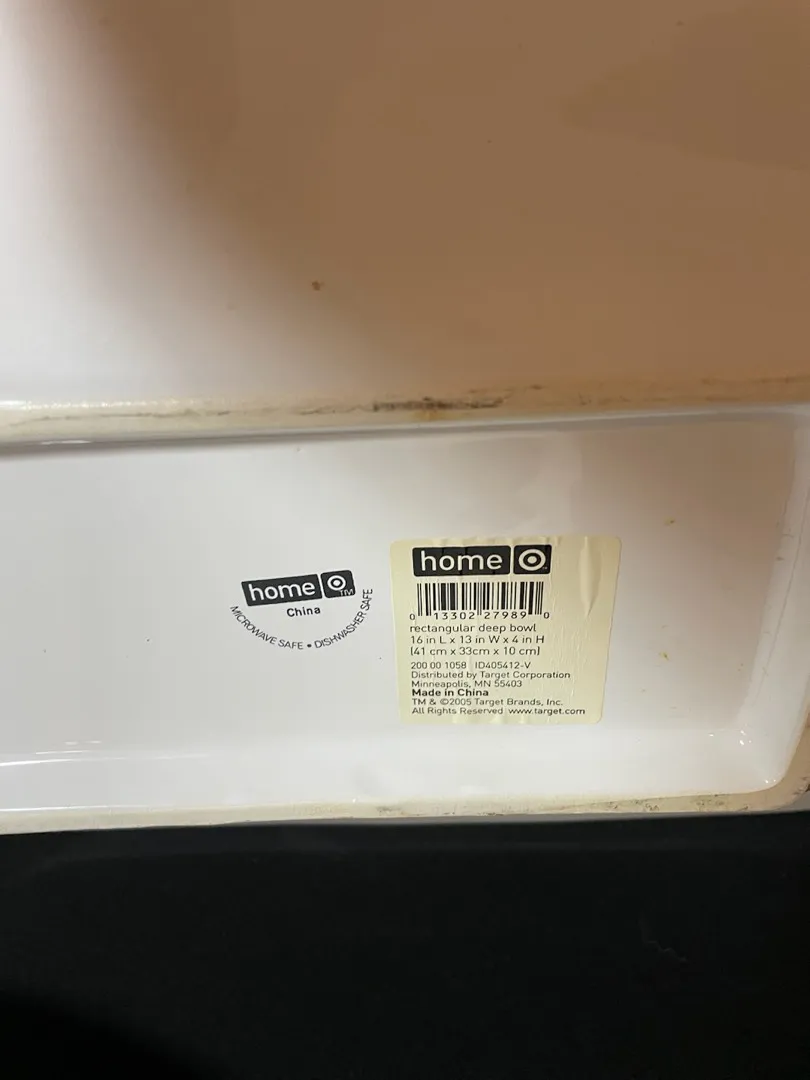 home
TM
China
MICROWAVE SAFE • DISHWASHER SAFE
home
0 13302 27989 0
rectangular deep bowl
16 in L x 13 in W x 4 in H
(41 cm x 33cm x 10 cm)
200 00 1058 ID405412-V
Distributed by Target Corporation
Minneapolis, MN 55403
Made in China
TM & ©2005 Target Brands, Inc.
All Rights Reserved www.target.com